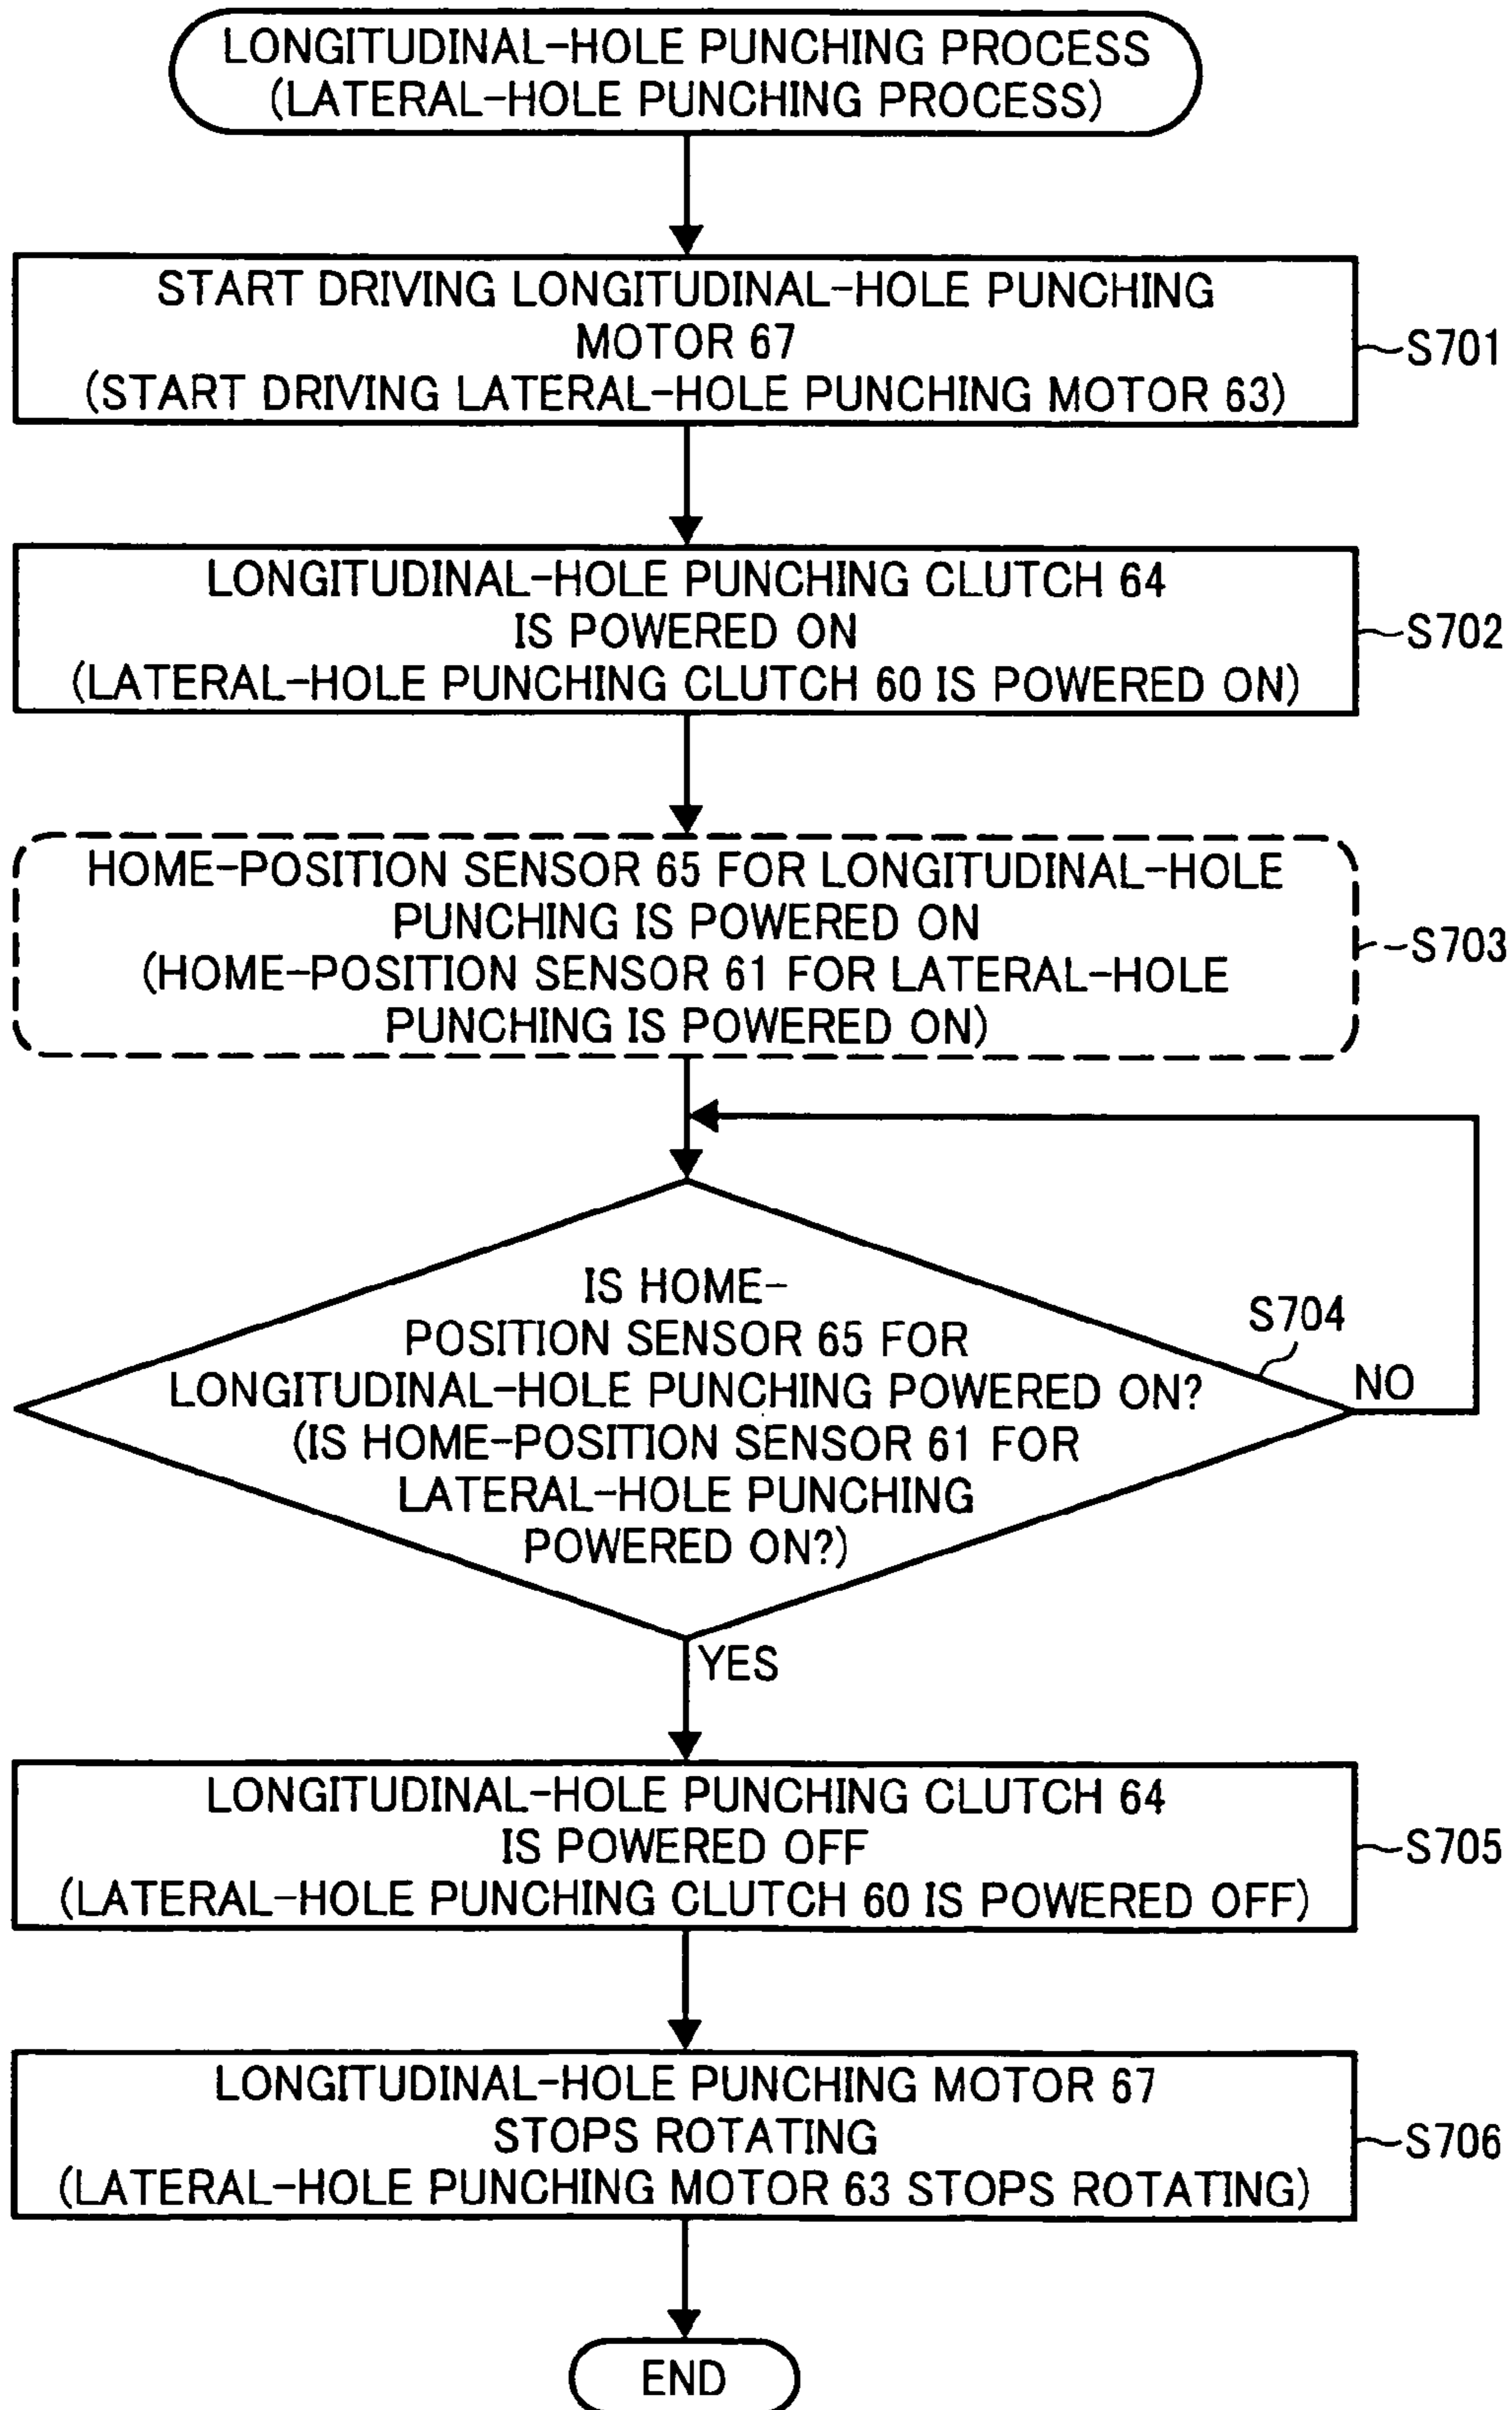 LONGITUDINAL-HOLE PUNCHING PROCESS
(LATERAL-HOLE PUNCHING PROCESS)
START DRIVING LONGITUDINAL-HOLE PUNCHING
MOTOR 67
(START DRIVING LATERAL-HOLE PUNCHING MOTOR 63)
S701
LONGITUDINAL-HOLE PUNCHING CLUTCH 64
IS POWERED ON
(LATERAL-HOLE PUNCHING CLUTCH 60 IS POWERED ON)
S702
HOME-POSITION SENSOR 65 FOR LONGITUDINAL-HOLE
PUNCHING IS POWERED ON
(HOME-POSITION SENSOR 61 FOR LATERAL-HOLE
PUNCHING IS POWERED ON)
S703
IS HOME-
POSITION SENSOR 65 FOR
LONGITUDINAL-HOLE PUNCHING POWERED ON?
(IS HOME-POSITION SENSOR 61 FOR
LATERAL-HOLE PUNCHING
POWERED ON?)
S704
NO
YES
LONGITUDINAL-HOLE PUNCHING CLUTCH 64
IS POWERED OFF
(LATERAL-HOLE PUNCHING CLUTCH 60 IS POWERED OFF)
S705
LONGITUDINAL-HOLE PUNCHING MOTOR 67
STOPS ROTATING
(LATERAL-HOLE PUNCHING MOTOR 63 STOPS ROTATING)
S706
END